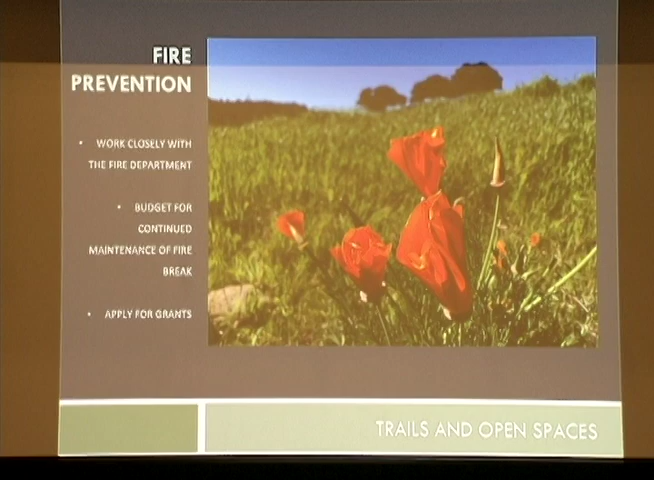 FIRE
PREVENTION
• WORK CLOSELY WITH
THE FIRE DEPARTMENT
• BUDGET FOR
CONTINUED
MAINTENANCE OF FIRE
BREAK
• APPLY FOR GRANTS
TRAILS AND OPEN SPACES